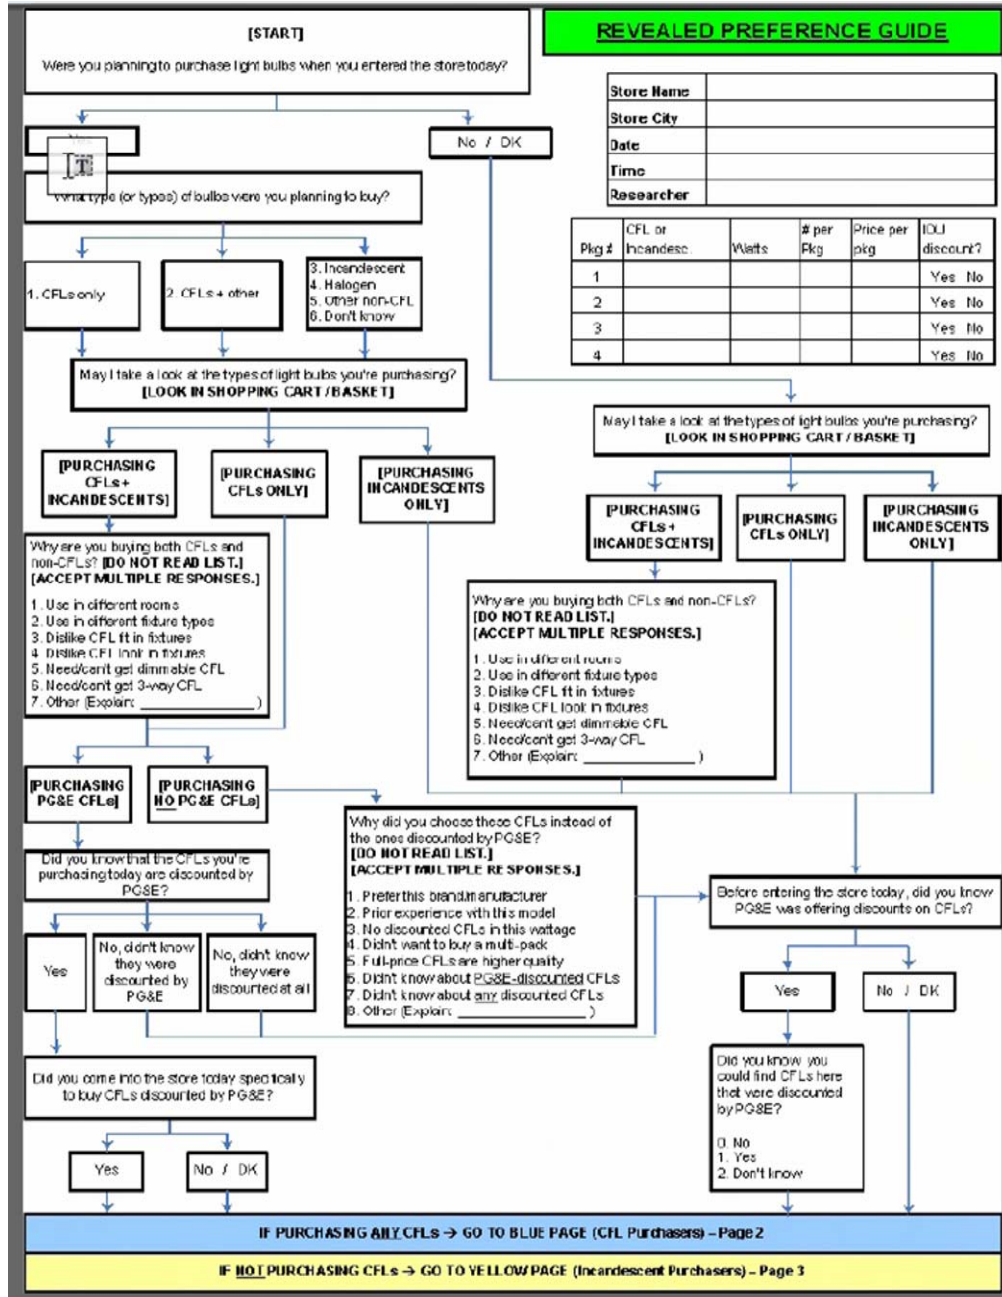 [START]
Were you planning to purchase light bulbs when you entered the store today?
REVEALED PREFERENCE GUIDE
Store Name
Store City
Date
Time
Researcher
No / DK
What type (or types) of bulbs were you planning to buy?
Pkg #
CFL or
Incandesc.
Watts
# per
Pkg
Price per
pkg
IOU
discount?
1 Yes No
2 Yes No
3 Yes No
4 Yes No
1. CFLs only
2. CFLs + other
3. Incandescent
4. Halogen
5. Other non-CFL
6. Don't know
May I take a look at the types of light bulbs you're purchasing?
[LOOK IN SHOPPING CART / BASKET]
May I take a look at the types of light bulbs you're purchasing?
[LOOK IN SHOPPING CART / BASKET]
[PURCHASING
CFLs +
INCANDESCENTS]
[PURCHASING
CFLs ONLY]
[PURCHASING
INCANDESCENTS
ONLY]
[PURCHASING
CFLs +
INCANDESCENTS]
[PURCHASING
CFLs ONLY]
[PURCHASING
INCANDESCENTS
ONLY]
Why are you buying both CFLs and
non-CFLs? [DO NOT READ LIST.]
[ACCEPT MULTIPLE RESPONSES.]
1. Use in different rooms
2. Use in different fixture types
3. Dislike CFL fit in fixtures
4. Dislike CFL look in fixtures
5. Need/can't get dimmable CFL
6. Need/can't get 3-way CFL
7. Other (Explain: ________________ )
Why are you buying both CFLs and non-CFLs?
[DO NOT READ LIST.]
[ACCEPT MULTIPLE RESPONSES.]
1. Use in different rooms
2. Use in different fixture types
3. Dislike CFL fit in fixtures
4. Dislike CFL look in fixtures
5. Need/can't get dimmable CFL
6. Need/can't get 3-way CFL
7. Other (Explain: ________________ )
[PURCHASING
PG&E CFLs]
[PURCHASING
NO PG&E CFLs]
Why did you choose these CFLs instead of
the ones discounted by PG&E?
[DO NOT READ LIST.]
[ACCEPT MULTIPLE RESPONSES.]
1. Prefer this brand/manufacturer
2. Prior experience with this model
3. No discounted CFLs in this wattage
4. Didn't want to buy a multi-pack
5. Full-price CFLs are higher quality
6. Didn't know about PG&E-discounted CFLs
7. Didn't know about any discounted CFLs
8. Other (Explain: __________________ )
Did you know that the CFLs you're
purchasing today are discounted by
PG&E?
Before entering the store today, did you know
PG&E was offering discounts on CFLs?
Yes
No, didn't know
they were
discounted by
PG&E
No, didn't know
they were
discounted at all
Yes
No / DK
Did you come into the store today specifically
to buy CFLs discounted by PG&E?
Did you know you
could find CFLs here
that were discounted
by PG&E?
0. No
1. Yes
2. Don't know
Yes
No / DK
IF PURCHASING ANY CFLs → GO TO BLUE PAGE (CFL Purchasers) – Page 2
IF NOT PURCHASING CFLs → GO TO YELLOW PAGE (Incandescent Purchasers) – Page 3